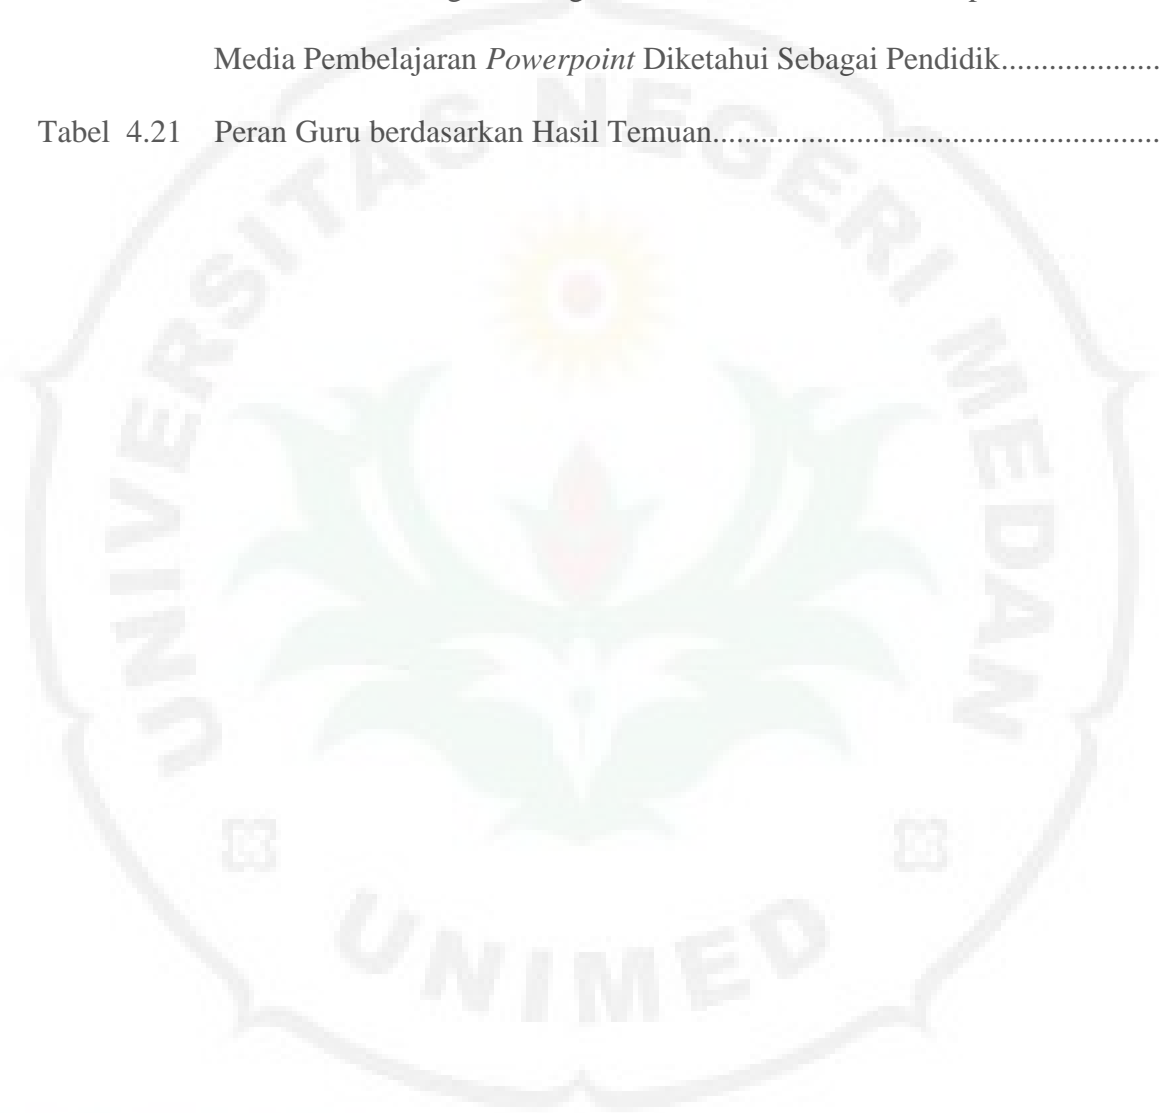 Media Pembelajaran Powerpoint Diketahui Sebagai Pendidik....................
Tabel 4.21 Peran Guru berdasarkan Hasil Temuan........................................................
UNIVERSITAS NEGERI MEDAN
UNIMED